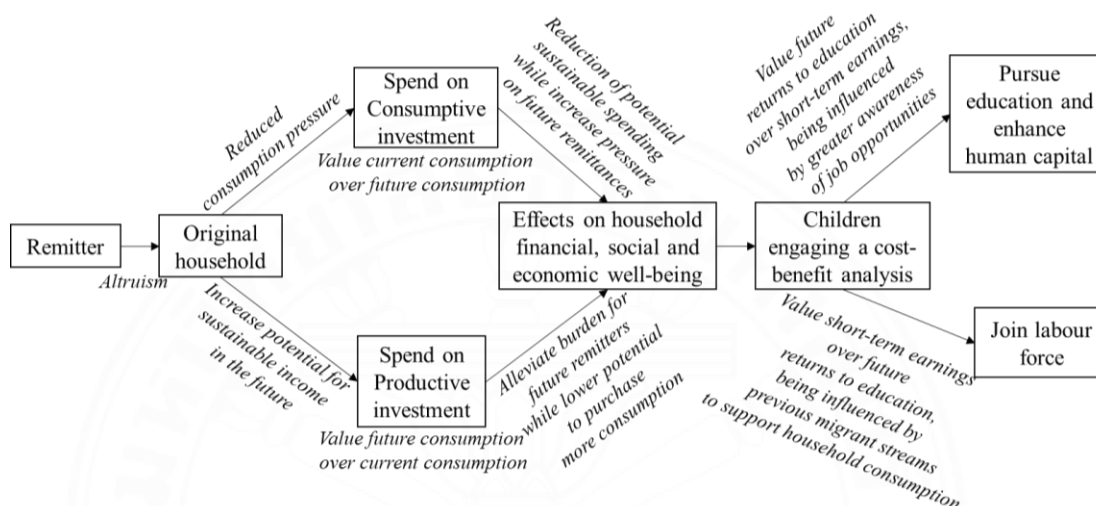 Remitter
Altruism
Original
household
Reduced
consumption pressure
Increase potential for
sustainable income
in the future
Spend on
Consumptive
investment
Value current consumption
over future consumption
Spend on
Productive
investment
Value future consumption
over current consumption
Reduction of potential
sustainable spending
while increase pressure
on future remittances
Alleviate burden for
future remitters
while lower potential
to purchase
more consumption
Effects on household
financial, social and
economic well-being
Children
engaging a cost-
benefit analysis
Value future
returns to education
over short-term earnings,
being influenced
by greater awareness
of job opportunities
Value short-term earnings
over future
returns to education,
being influenced by
previous migrant streams
to support household consumption
Pursue
education and
enhance
human capital
Join labour
force